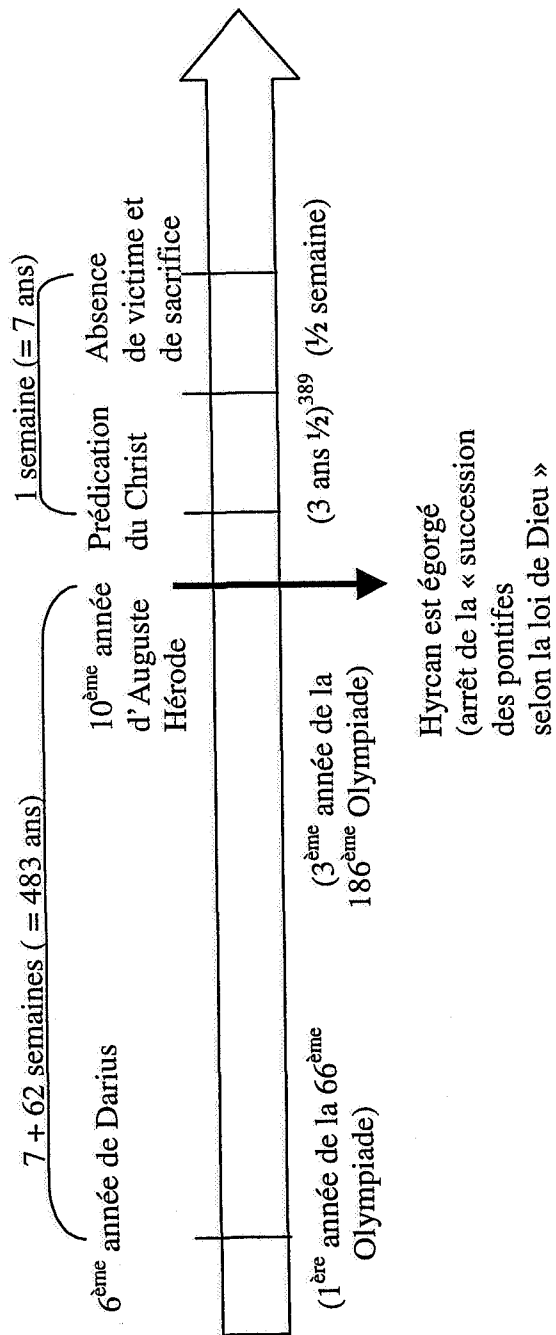 7 + 62 semaines ( = 483 ans)
1 semaine (= 7 ans)
6ème année de Darius
10ème année
d'Auguste
Hérode
Prédication
du Christ
Absence
de victime et
de sacrifice
(1ère année de la 66ème
Olympiade)
(3ème année de la
186ème Olympiade)
(3 ans ½)389
(½ semaine)
Hyrcan est égorgé
(arrêt de la « succession
des pontifes
selon la loi de Dieu »